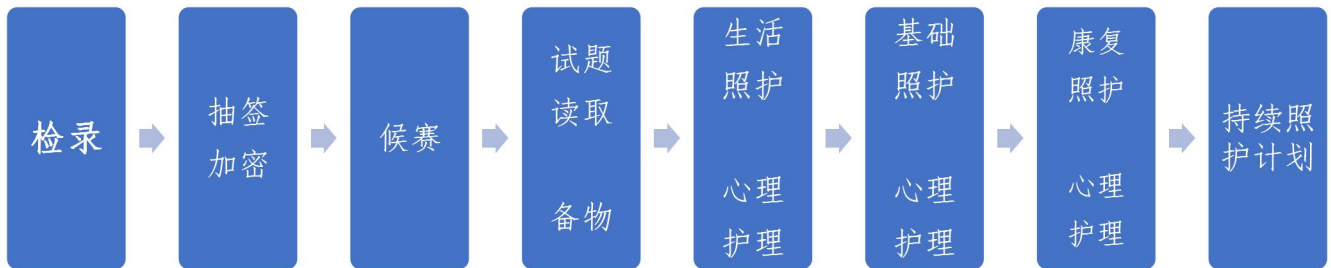 检录
抽签
加密
候赛
试题
读取
备物
生活
照护
心理
护理
基础
照护
心理
护理
康复
照护
心理
护理
持续照
护计划